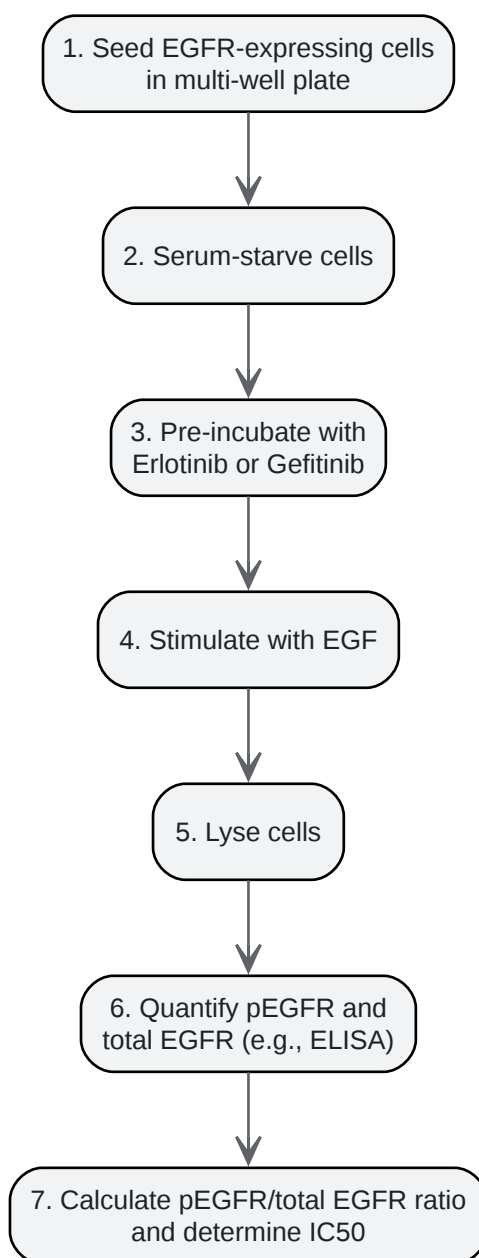 1. Seed EGFR-expressing cells
in multi-well plate
2. Serum-starve cells
3. Pre-incubate with
Erlotinib or Gefitinib
4. Stimulate with EGF
5. Lyse cells
6. Quantify pEGFR and
total EGFR (e.g., ELISA)
7. Calculate pEGFR/total EGFR ratio
and determine IC50